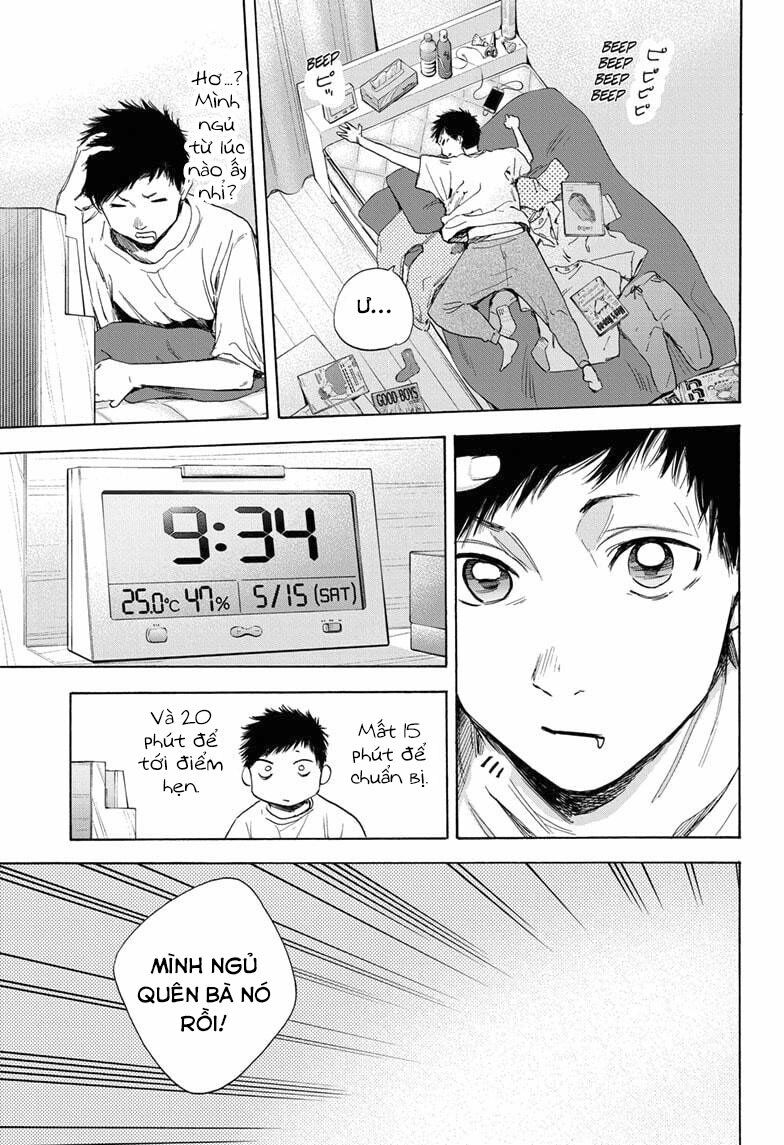 BEEP
BEEP
BEEP
BEEP
ピピピピ
BEEP
ピッ
Ư...
GOOD BOYS
Hơ...?
Mình
ngủ
từ lúc
nào ấy
nhỉ?
9:34
25.0°C 47% 5/15 (SAT)
Mất 15
phút để
chuẩn bị.
Và 20
phút để
tới điểm
hẹn.
MÌNH NGỦ
QUÊN BÀ NÓ
RỒI!